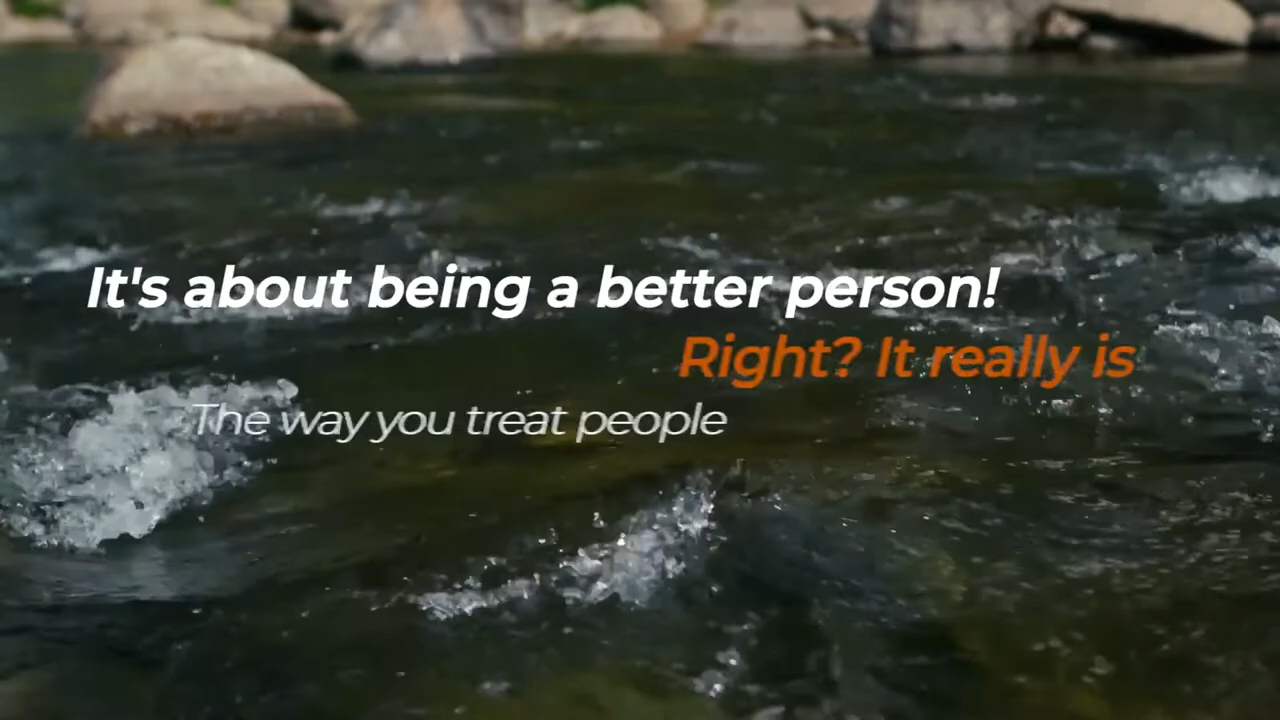 It's about being a better person!
Right? It really is
The way you treat people